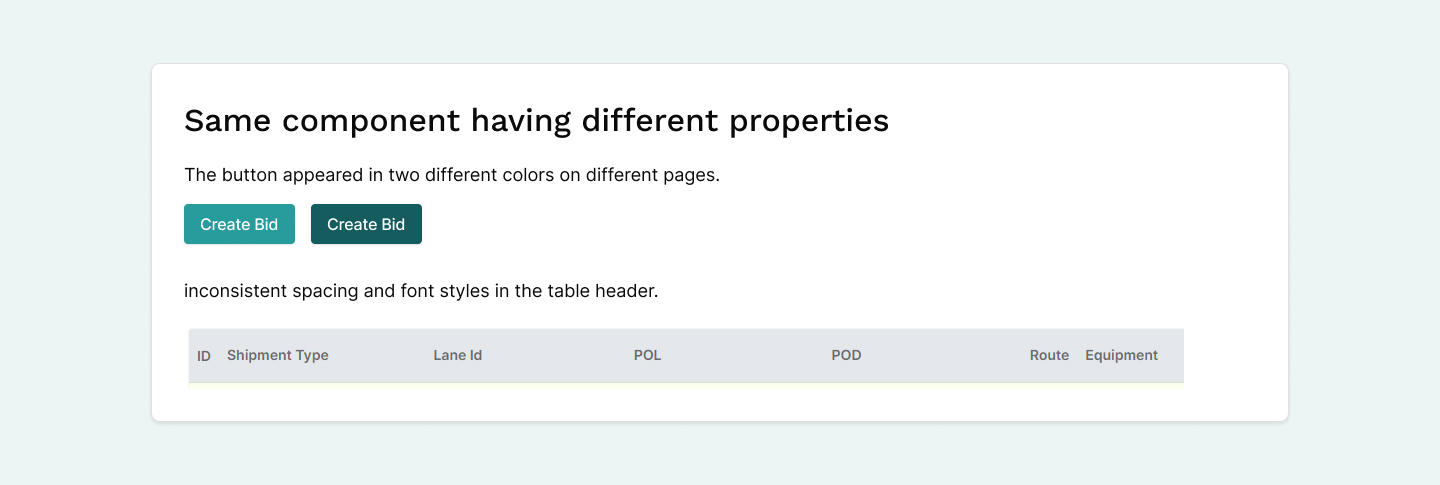 Same component having different properties
The button appeared in two different colors on different pages.
Create Bid Create Bid
inconsistent spacing and font styles in the table header.
ID Shipment Type Lane Id POL POD Route Equipment